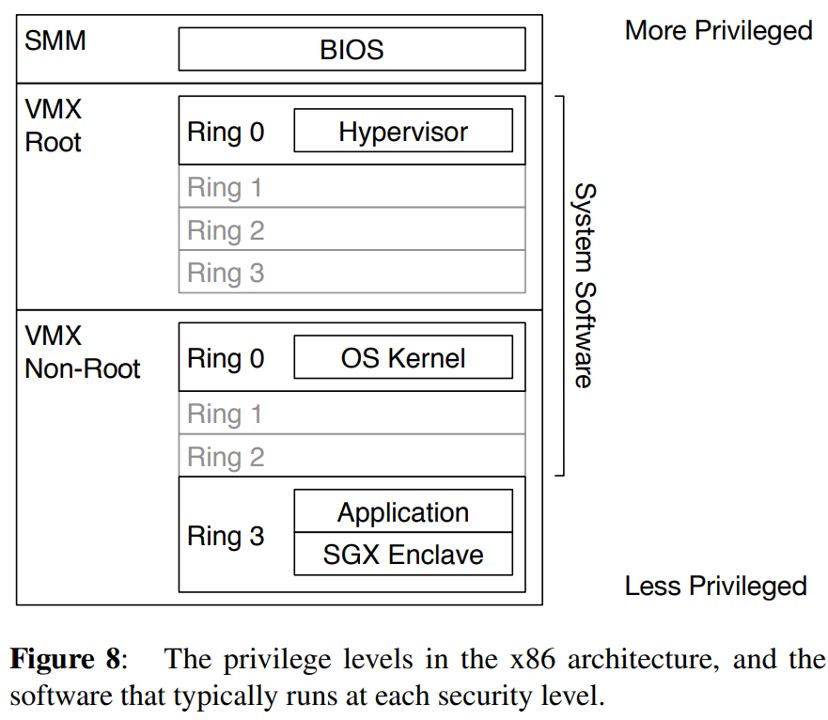 SMM
BIOS
More Privileged
VMX
Root
Ring 0
Hypervisor
Ring 1
Ring 2
Ring 3
System Software
VMX
Non-Root
Ring 0
OS Kernel
Ring 1
Ring 2
Ring 3
Application
SGX Enclave
Less Privileged
Figure 8: The privilege levels in the x86 architecture, and the
software that typically runs at each security level.